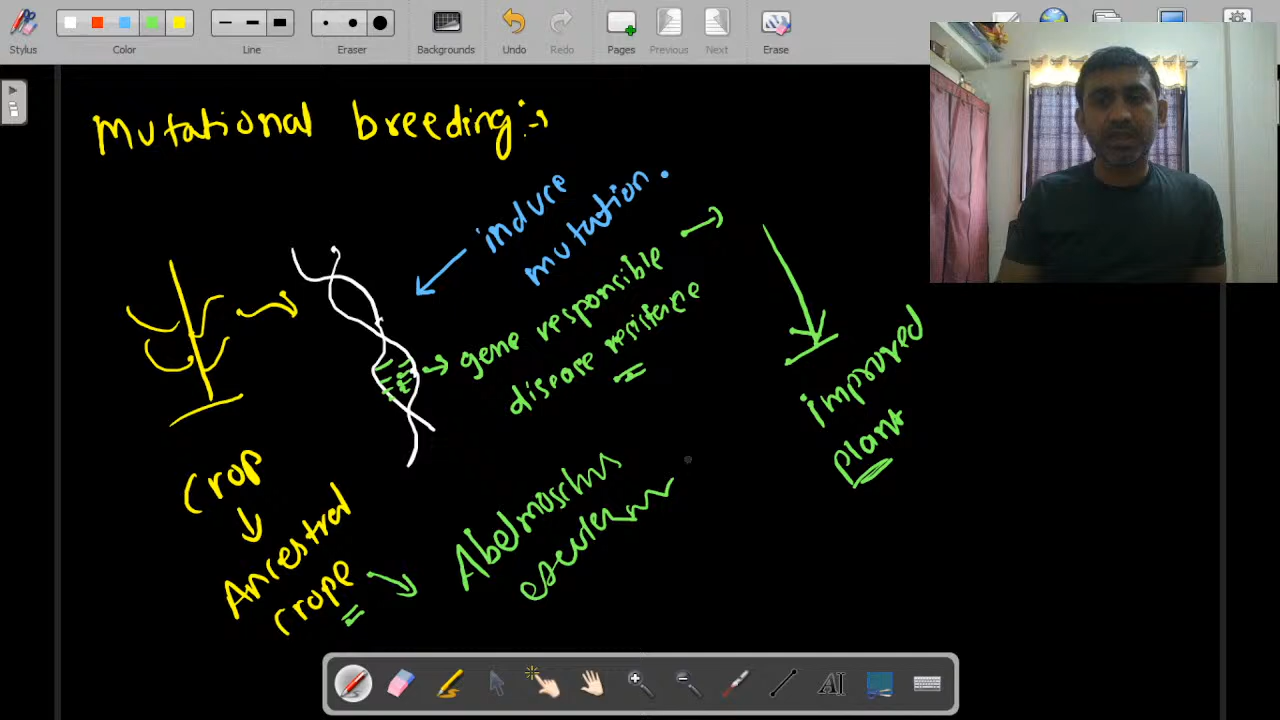 Stylus
Color
Line
Eraser
Backgrounds
Undo
Redo
Pages
Previous
Next
Erase
Mutational breeding:→
induce
mutation.
gene responsible
disease resistance
improved
plant
Crop
Ancestral
crope
Abelmoschus